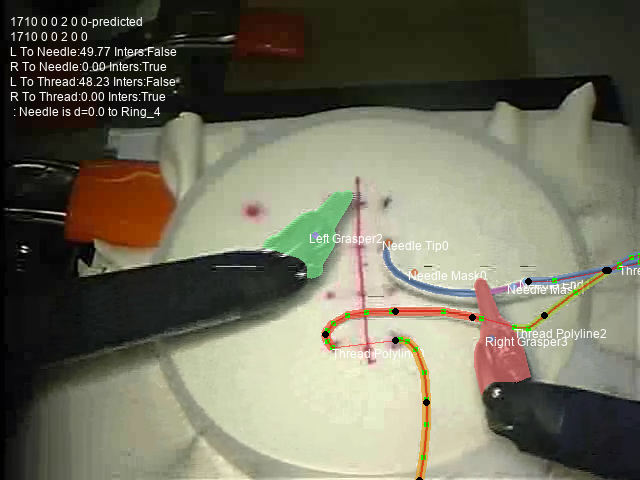 1710 0 0 2 0 0-predicted
1710 0 0 2 0 0
L To Needle:49.77 Inters:False
R To Needle:0.00 Inters:True
L To Thread:48.23 Inters:False
R To Thread:0.00 Inters:True
: Needle is d=0.0 to Ring_4
Left Grasper2
Needle Tip0
Needle Mask0
End
Thread Polyline2
Right Grasper3